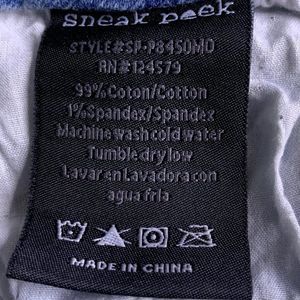 Sneak peek
STYLE#SP-P8450MO
RN#124579
99%Coton/Cotton
1%Spandex/Spandex
Machine wash cold water
Tumble dry low
Lavar en Lavadora con
agua fria
MADE IN CHINA